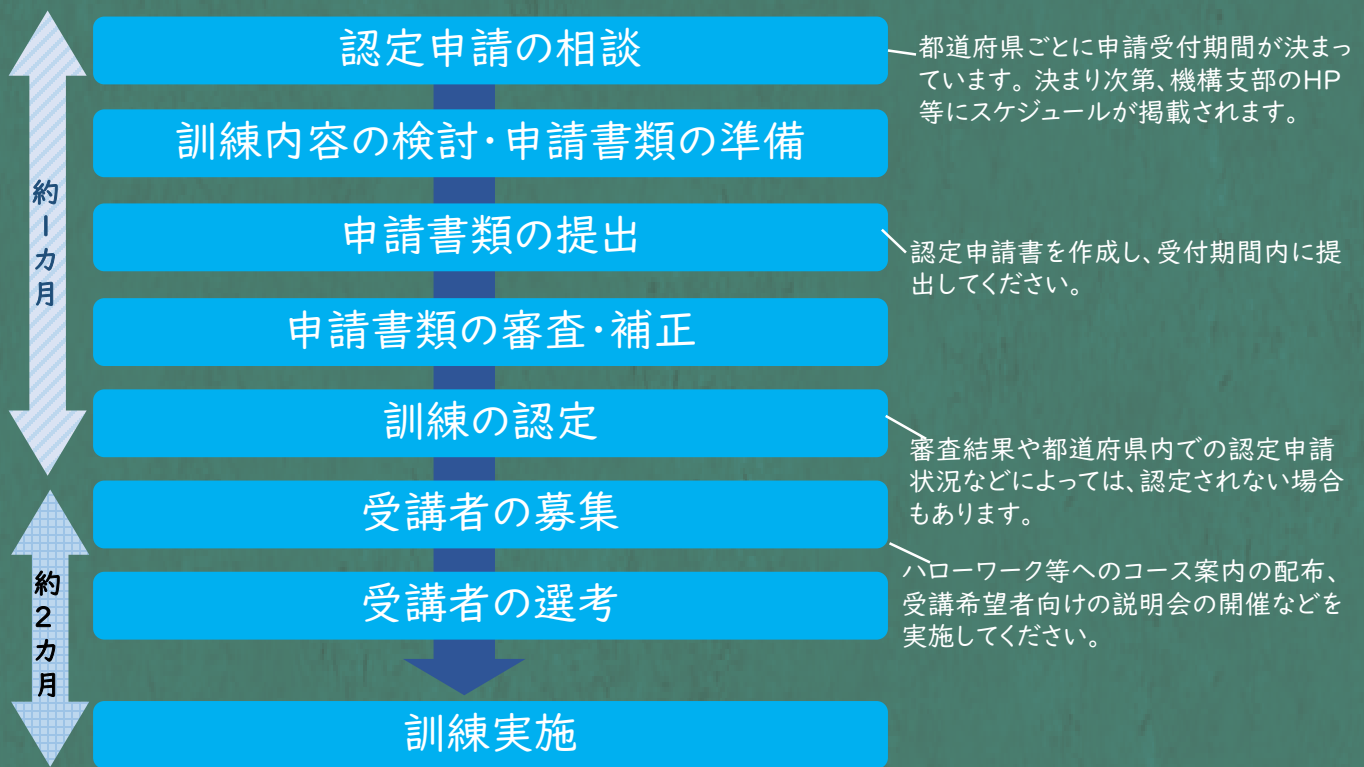 認定申請の相談
都道府県ごとに申請受付期間が決まっ
ています。決まり次第、機構支部のHP
等にスケジュールが掲載されます。
訓練内容の検討・申請書類の準備
約1カ月
申請書類の提出
認定申請書を作成し、受付期間内に提
出してください。
申請書類の審査・補正
訓練の認定
審査結果や都道府県内での認定申請
状況などによっては、認定されない場合
もあります。
受講者の募集
ハローワーク等へのコース案内の配布、
受講希望者向けの説明会の開催などを
実施してください。
約2カ月
受講者の選考
訓練実施